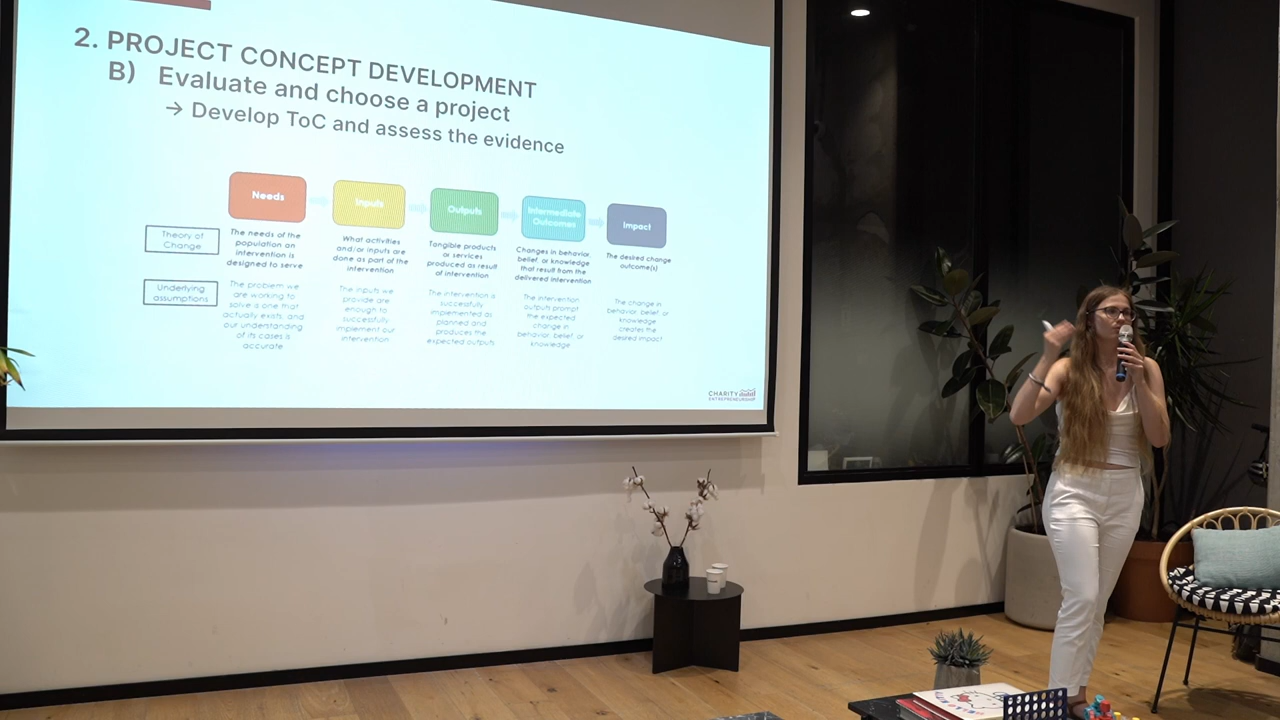 2. PROJECT CONCEPT DEVELOPMENT
B) Evaluate and choose a project
→ Develop ToC and assess the evidence
Needs
Inputs
Outputs
Intermediate
Outcomes
Impact
Theory of
Change
The needs of the
population an
intervention is
designed to serve
What activities
and/or inputs are
done as part of the
intervention
Tangible products
or services
produced as result
of intervention
Changes in behavior,
belief, or knowledge
that result from the
delivered intervention
The desired change
outcome(s)
Underlying
assumptions
The problem we
are working to
solve is one that
actually exists, and
our understanding
of its cases is
accurate
The inputs we
provide are
enough to
successfully
implement our
intervention
The intervention is
successfully
implemented as
planned and
produces the
expected outputs
The intervention
outputs prompt
the expected
change in
behavior, belief, or
knowledge
The change in
behavior, belief, or
knowledge
creates the
desired impact
CHARITY
ENTREPRENEURSHIP